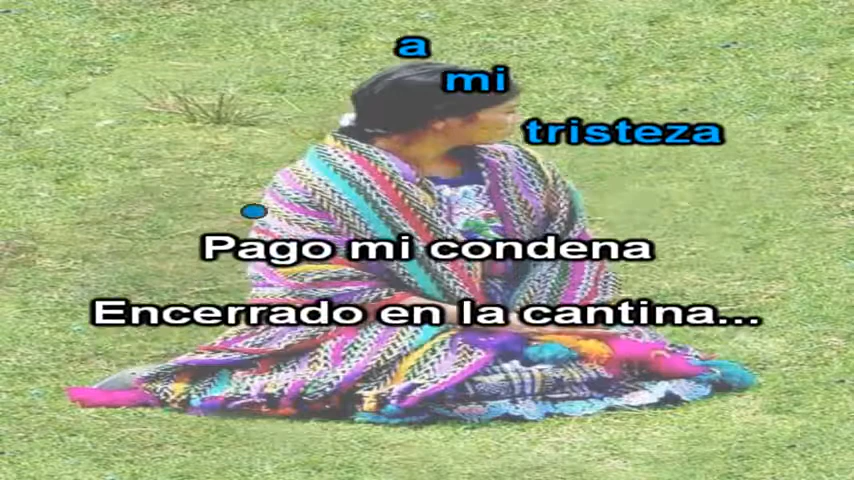 a
mi
tristeza
Pago mi condena
Encerrado en la cantina...